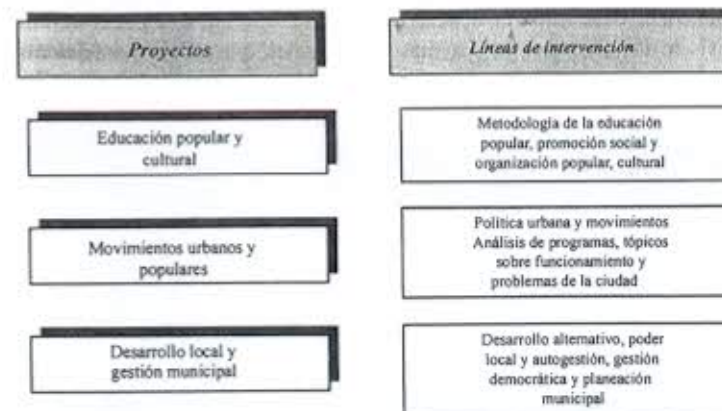 Proyectos
Líneas de intervención
Educación popular y
cultural
Metodología de la educación
popular, promoción social y
organización popular, cultural
Movimientos urbanos y
populares
Política urbana y movimientos
Análisis de programas, tópicos
sobre funcionamiento y
problemas de la ciudad
Desarrollo local y
gestión municipal
Desarrollo alternativo, poder
local y autogestión, gestión
democrática y planeación
municipal